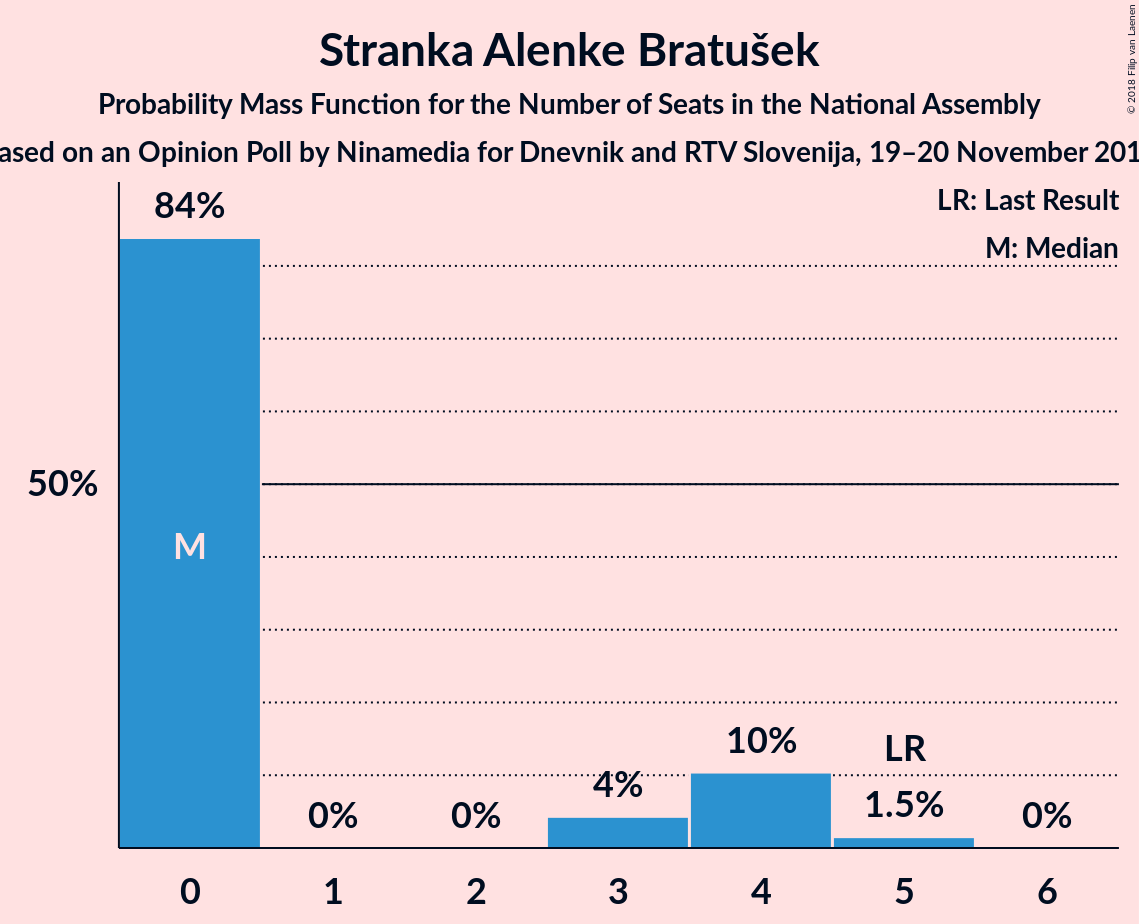 Stranka Alenke Bratušek
Probability Mass Function for the Number of Seats in the National Assembly
ased on an Opinion Poll by Ninamedia for Dnevnik and RTV Slovenija, 19–20 November 201
© 2018 Filip van Laenen
LR: Last Result
M: Median
84%
50%
M
0%
0%
4%
10%
LR
1.5%
0%
0 1 2 3 4 5 6